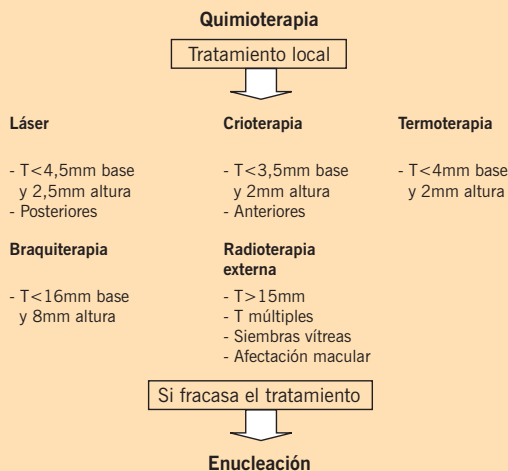 Quimioterapia
Tratamiento local
Láser
- T<4,5mm base
y 2,5mm altura
- Posteriores
Crioterapia
- T<3,5mm base
y 2mm altura
- Anteriores
Termoterapia
- T<4mm base
y 2mm altura
Braquiterapia
- T<16mm base
y 8mm altura
Radioterapia
externa
- T>15mm
- T múltiples
- Siembras vítreas
- Afectación macular
Si fracasa el tratamiento
Enucleación